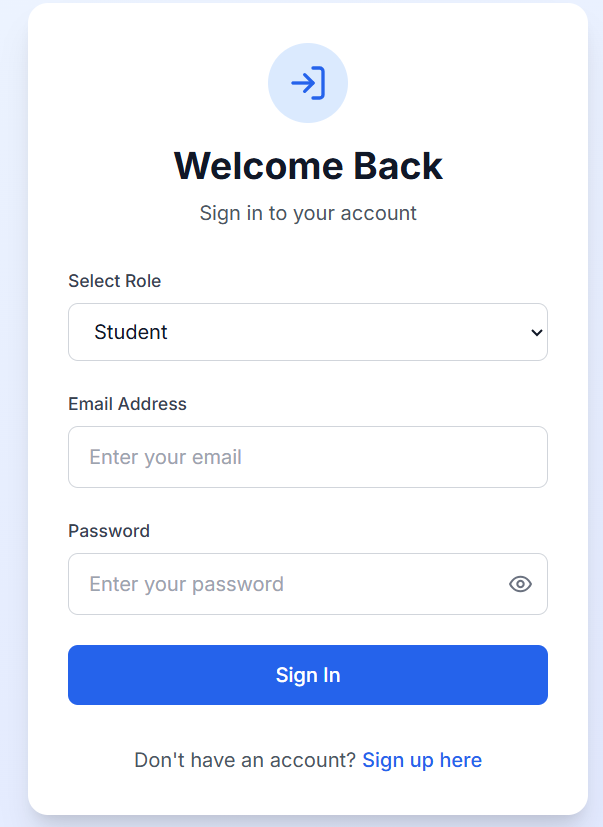 Welcome Back
Sign in to your account
Select Role
Student
Email Address
Enter your email
Password
Enter your password
Sign In
Don't have an account? Sign up here